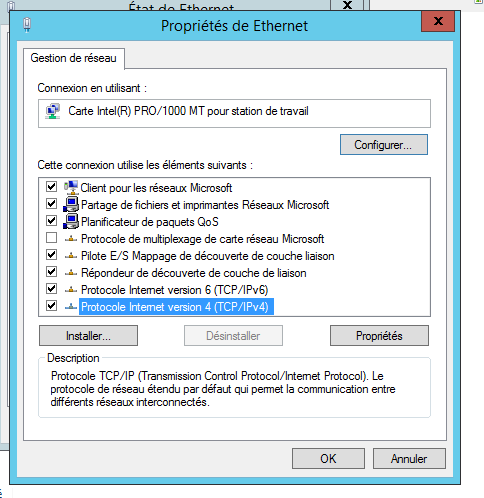 État de Ethernet
Propriétés de Ethernet
Gestion de réseau
Connexion en utilisant :
Carte Intel(R) PRO/1000 MT pour station de travail
Configurer...
Cette connexion utilise les éléments suivants :
Client pour les réseaux Microsoft
Partage de fichiers et imprimantes Réseaux Microsoft
Planificateur de paquets QoS
Protocole de multiplexage de carte réseau Microsoft
Pilote E/S Mappage de découverte de couche liaison
Répondeur de découverte de couche de liaison
Protocole Internet version 6 (TCP/IPv6)
Protocole Internet version 4 (TCP/IPv4)
Installer...
Désinstaller
Propriétés
Description
Protocole TCP/IP (Transmission Control Protocol/Internet Protocol). Le
protocole de réseau étendu par défaut qui permet la communication entre
différents réseaux interconnectés.
OK
Annuler